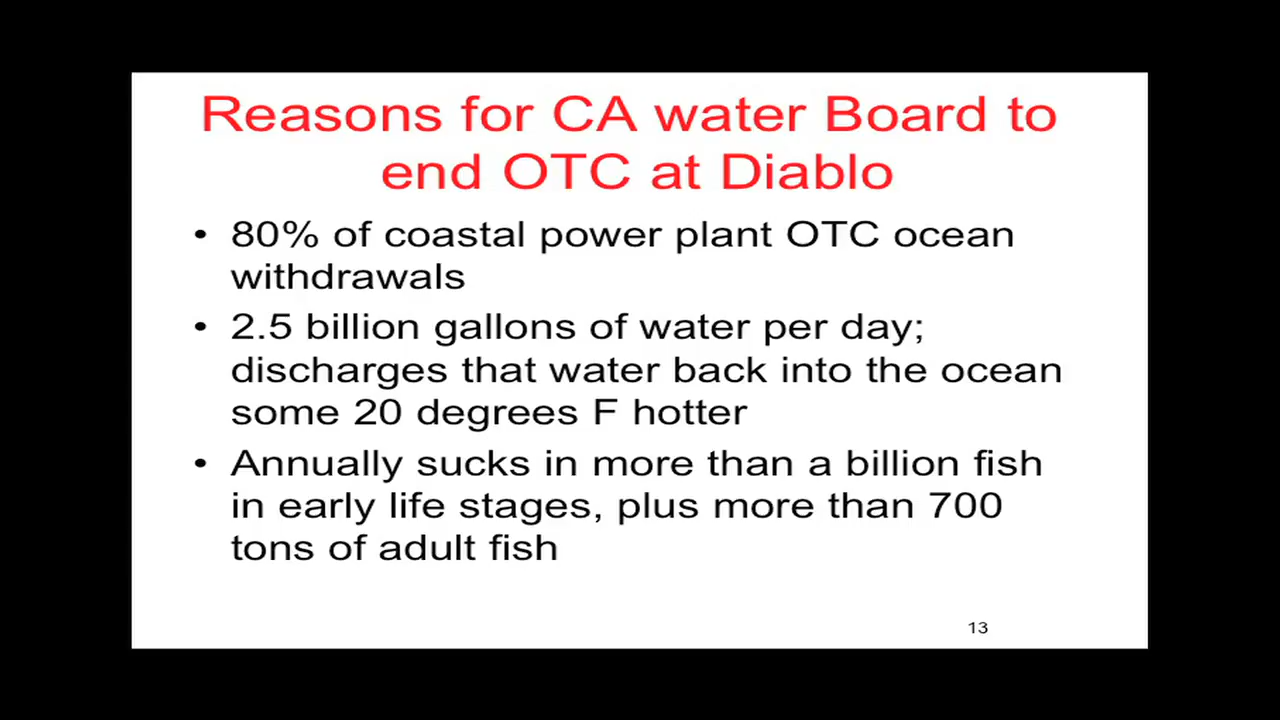 Reasons for CA water Board to
end OTC at Diablo
• 80% of coastal power plant OTC ocean
withdrawals
• 2.5 billion gallons of water per day;
discharges that water back into the ocean
some 20 degrees F hotter
• Annually sucks in more than a billion fish
in early life stages, plus more than 700
tons of adult fish
13